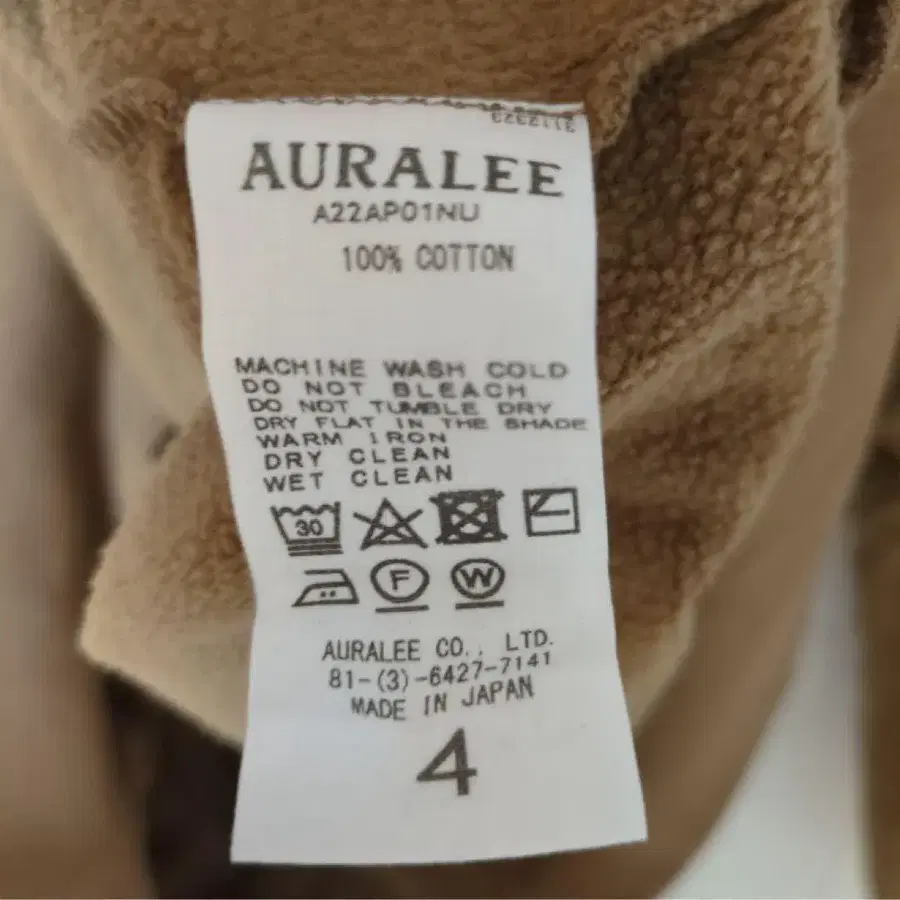 AURALEE
A22AP01NU
100% COTTON
MACHINE WASH COLD
DO NOT BLEACH
DO NOT TUMBLE DRY
DRY FLAT IN THE SHADE
WARM IRON
DRY CLEAN
WET CLEAN
30
F W
AURALEE CO., LTD.
81-(3)-6427-7141
MADE IN JAPAN
4